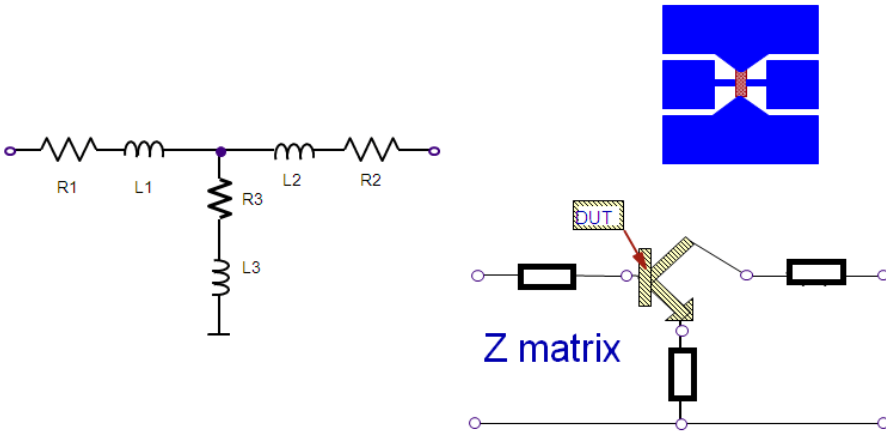 R1
L1
L2
R2
R3
L3
DUT
Z matrix